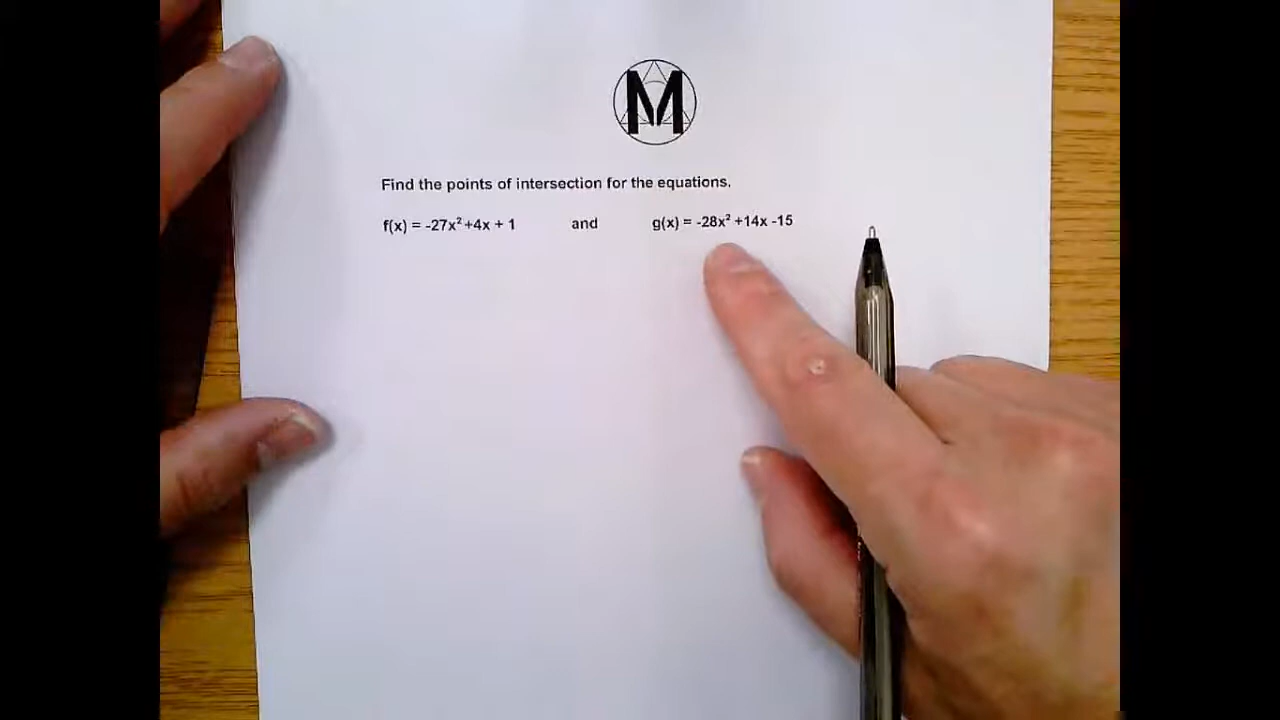 M
Find the points of intersection for the equations.
f(x) = -27x² +4x + 1 and g(x) = -28x² +14x -15